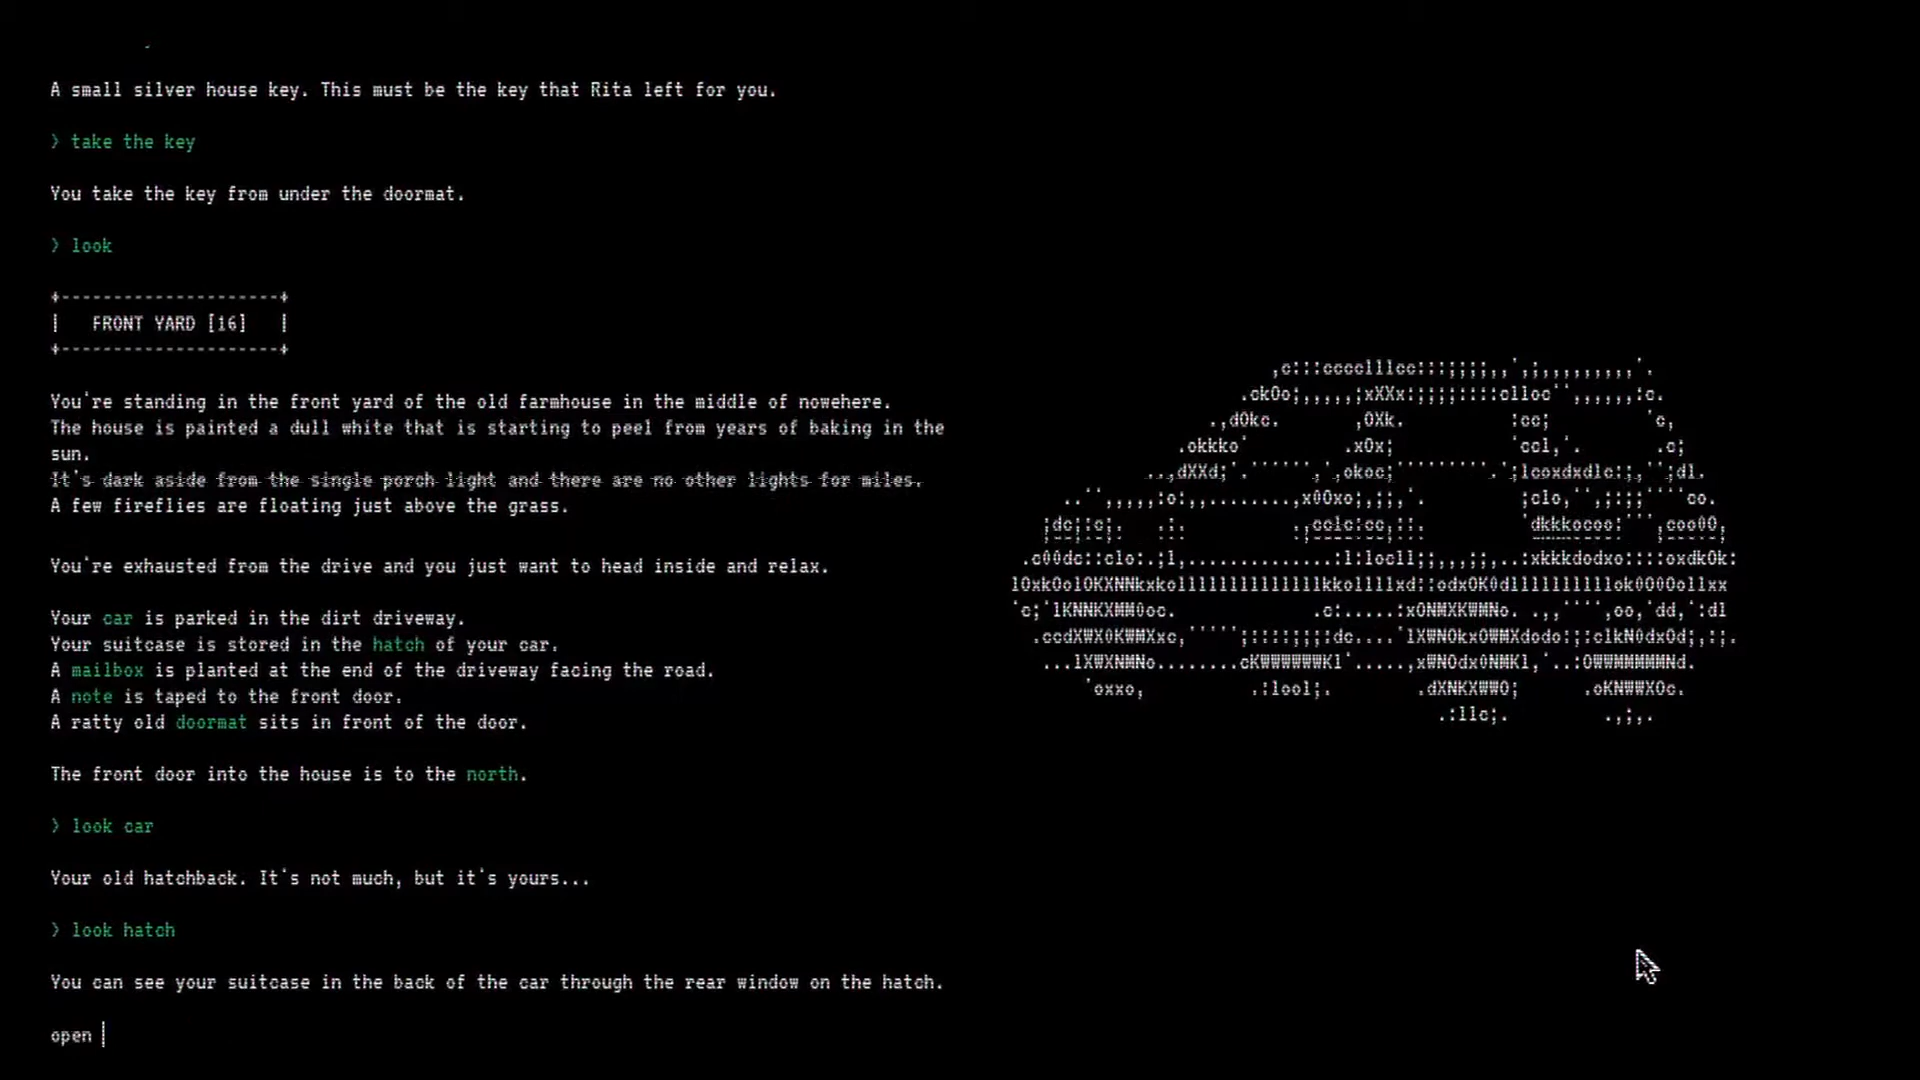 A small silver house key. This must be the key that Rita left for you.
> take the key
You take the key from under the doormat.
> look
+----------------------+
| FRONT YARD [16] |
+----------------------+
You're standing in the front yard of the old farmhouse in the middle of nowhere.
The house is painted a dull white that is starting to peel from years of baking in the
sun.
It's dark aside from the single porch light and there are no other lights for miles.
A few fireflies are floating just above the grass.
You're exhausted from the drive and you just want to head inside and relax.
Your car is parked in the dirt driveway.
Your suitcase is stored in the hatch of your car.
A mailbox is planted at the end of the driveway facing the road.
A note is taped to the front door.
A ratty old doormat sits in front of the door.
The front door into the house is to the north.
> look car
Your old hatchback. It's not much, but it's yours...
> look hatch
You can see your suitcase in the back of the car through the rear window on the hatch.
open